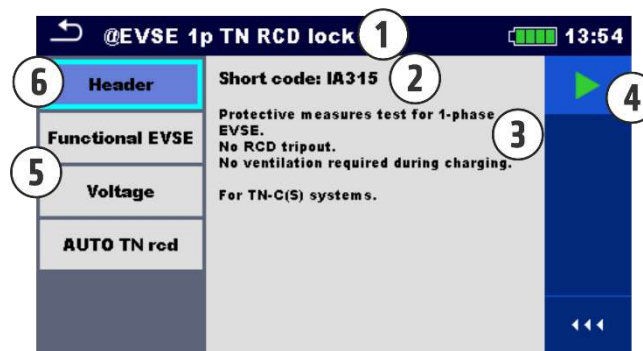 @EVSE 1p TN RCD lock 1 13:54
6 Header
Short code: IA315 2
4
Protective measures test for 1-phase
EVSE.
3
No RCD tripout.
No ventilation required during charging.
Functional EVSE
5
Voltage
For TN-C(S) systems.
AUTO TN rcd